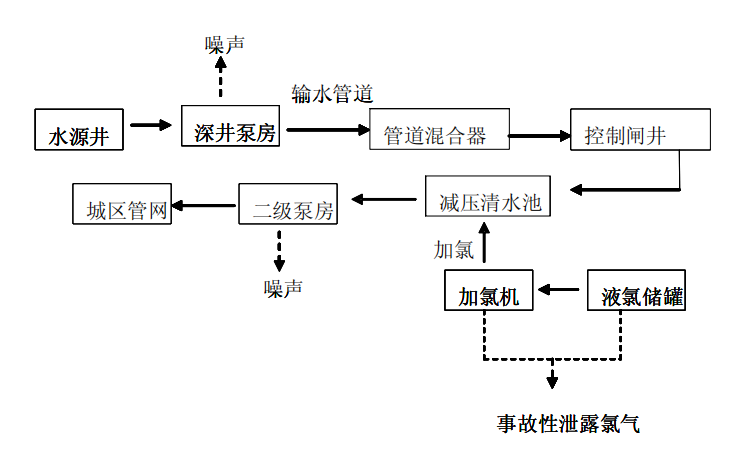 噪声
输水管道
水源井
深井泵房
管道混合器
控制闸井
城区管网
二级泵房
减压清水池
加氯
噪声
加氯机
液氯储罐
事故性泄露氯气